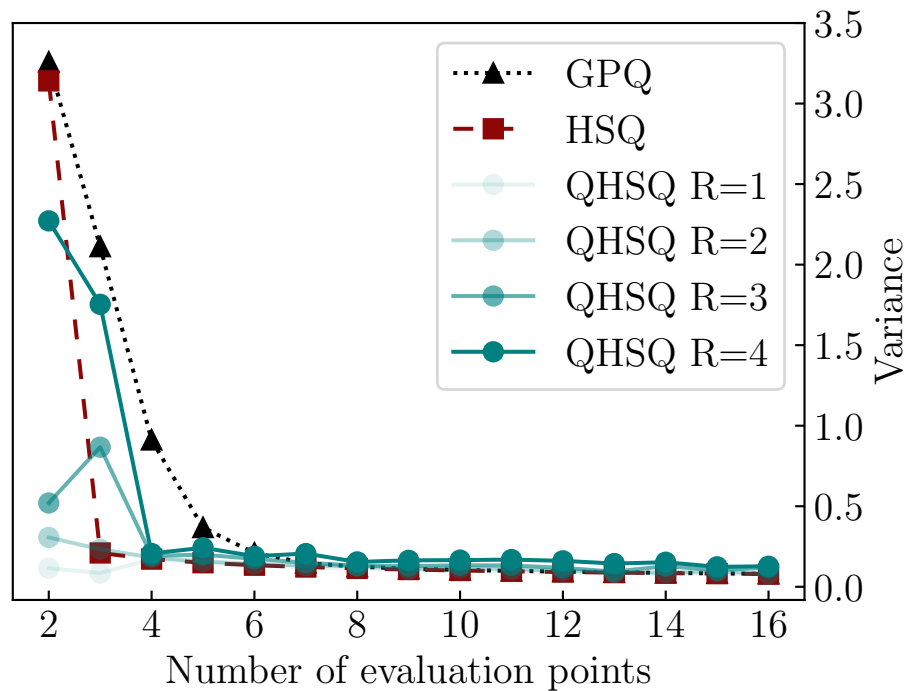 GPQ
HSQ
QHSQ R=1
QHSQ R=2
QHSQ R=3
QHSQ R=4
3.5
3.0
2.5
2.0
1.5
1.0
0.5
0.0
Variance
2 4 6 8 10 12 14 16
Number of evaluation points